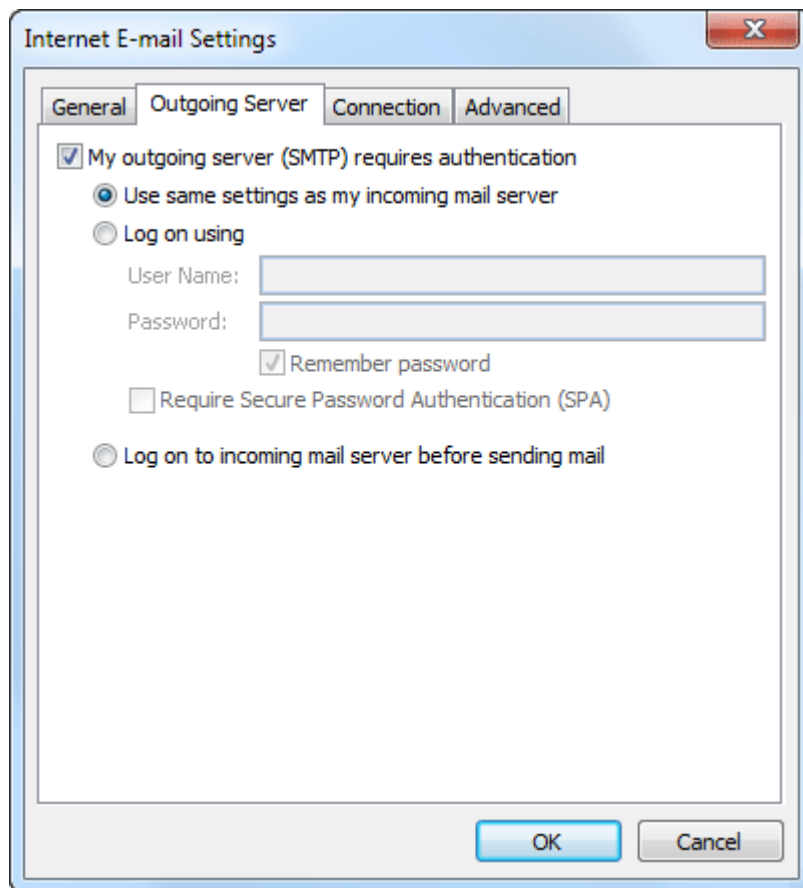 Internet E-mail Settings
General Outgoing Server Connection Advanced
My outgoing server (SMTP) requires authentication
Use same settings as my incoming mail server
Log on using
User Name:
Password:
Remember password
Require Secure Password Authentication (SPA)
Log on to incoming mail server before sending mail
OK Cancel